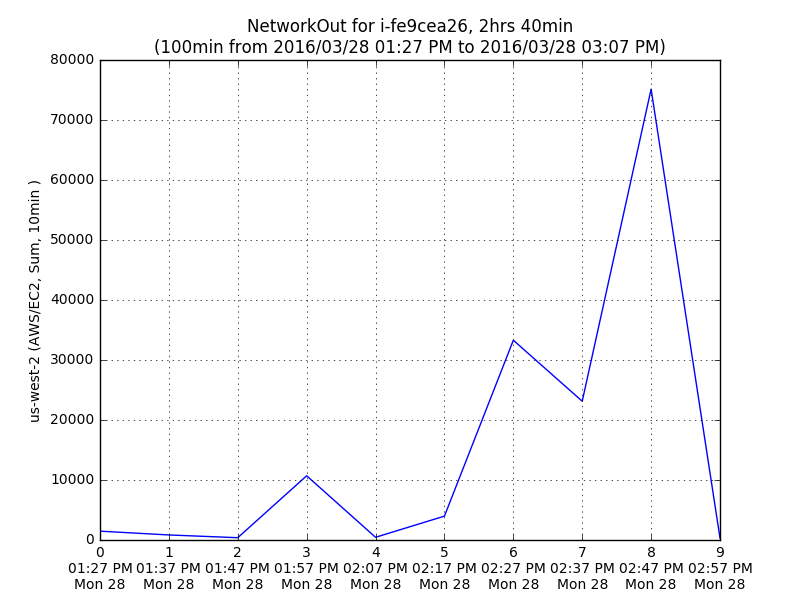 NetworkOut for i-fe9cea26, 2hrs 40min
(100min from 2016/03/28 01:27 PM to 2016/03/28 03:07 PM)
us-west-2 (AWS/EC2, Sum, 10min )
80000
70000
60000
50000
40000
30000
20000
10000
0
0 1 2 3 4 5 6 7 8 9
01:27 PM 01:37 PM 01:47 PM 01:57 PM 02:07 PM 02:17 PM 02:27 PM 02:37 PM 02:47 PM 02:57 PM
Mon 28 Mon 28 Mon 28 Mon 28 Mon 28 Mon 28 Mon 28 Mon 28 Mon 28 Mon 28